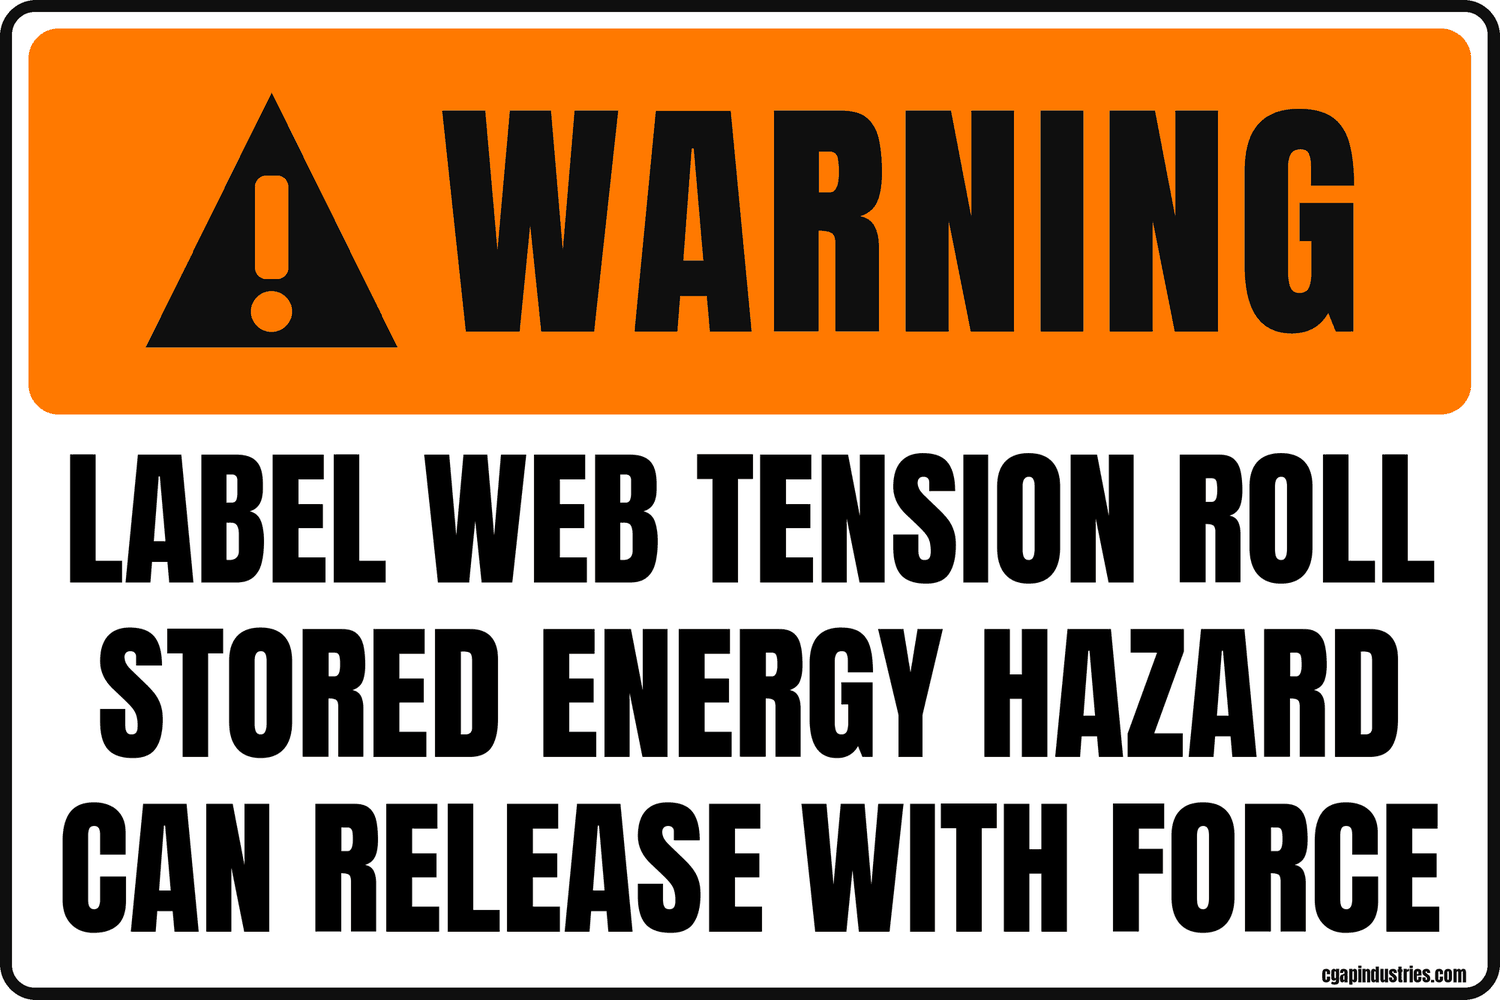 WARNING
LABEL WEB TENSION ROLL
STORED ENERGY HAZARD
CAN RELEASE WITH FORCE
cgapindustries.com